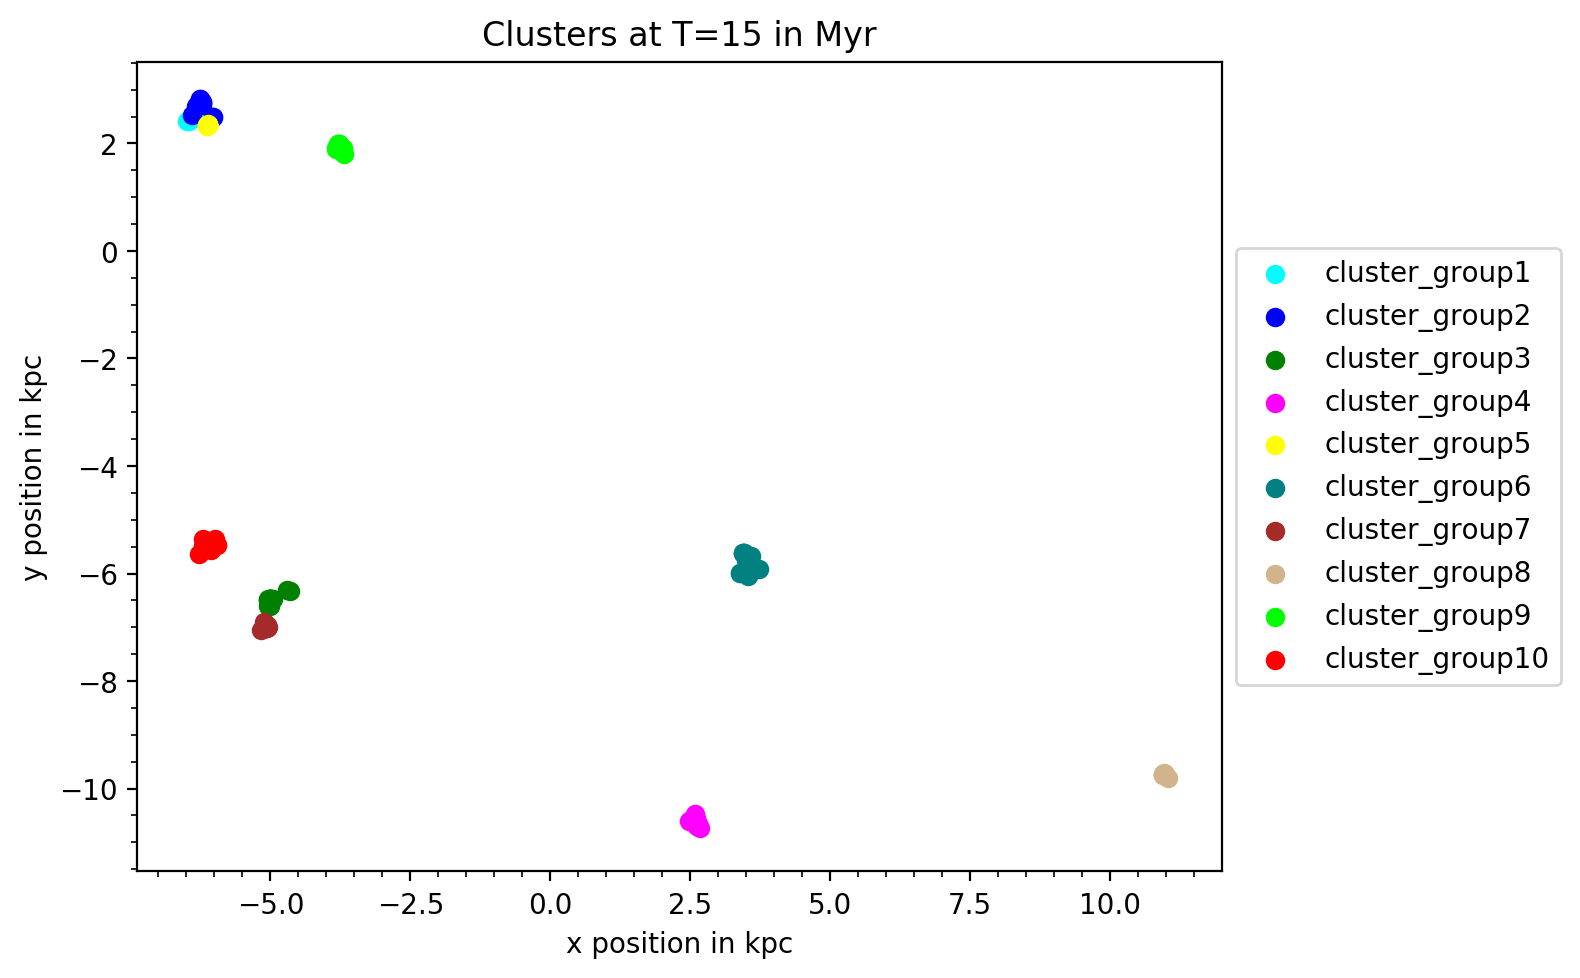 Clusters at T=15 in Myr
y position in kpc
2
0
−2
−4
−6
−8
−10
−5.0
−2.5
0.0
2.5
5.0
7.5
10.0
x position in kpc
cluster_group1
cluster_group2
cluster_group3
cluster_group4
cluster_group5
cluster_group6
cluster_group7
cluster_group8
cluster_group9
cluster_group10